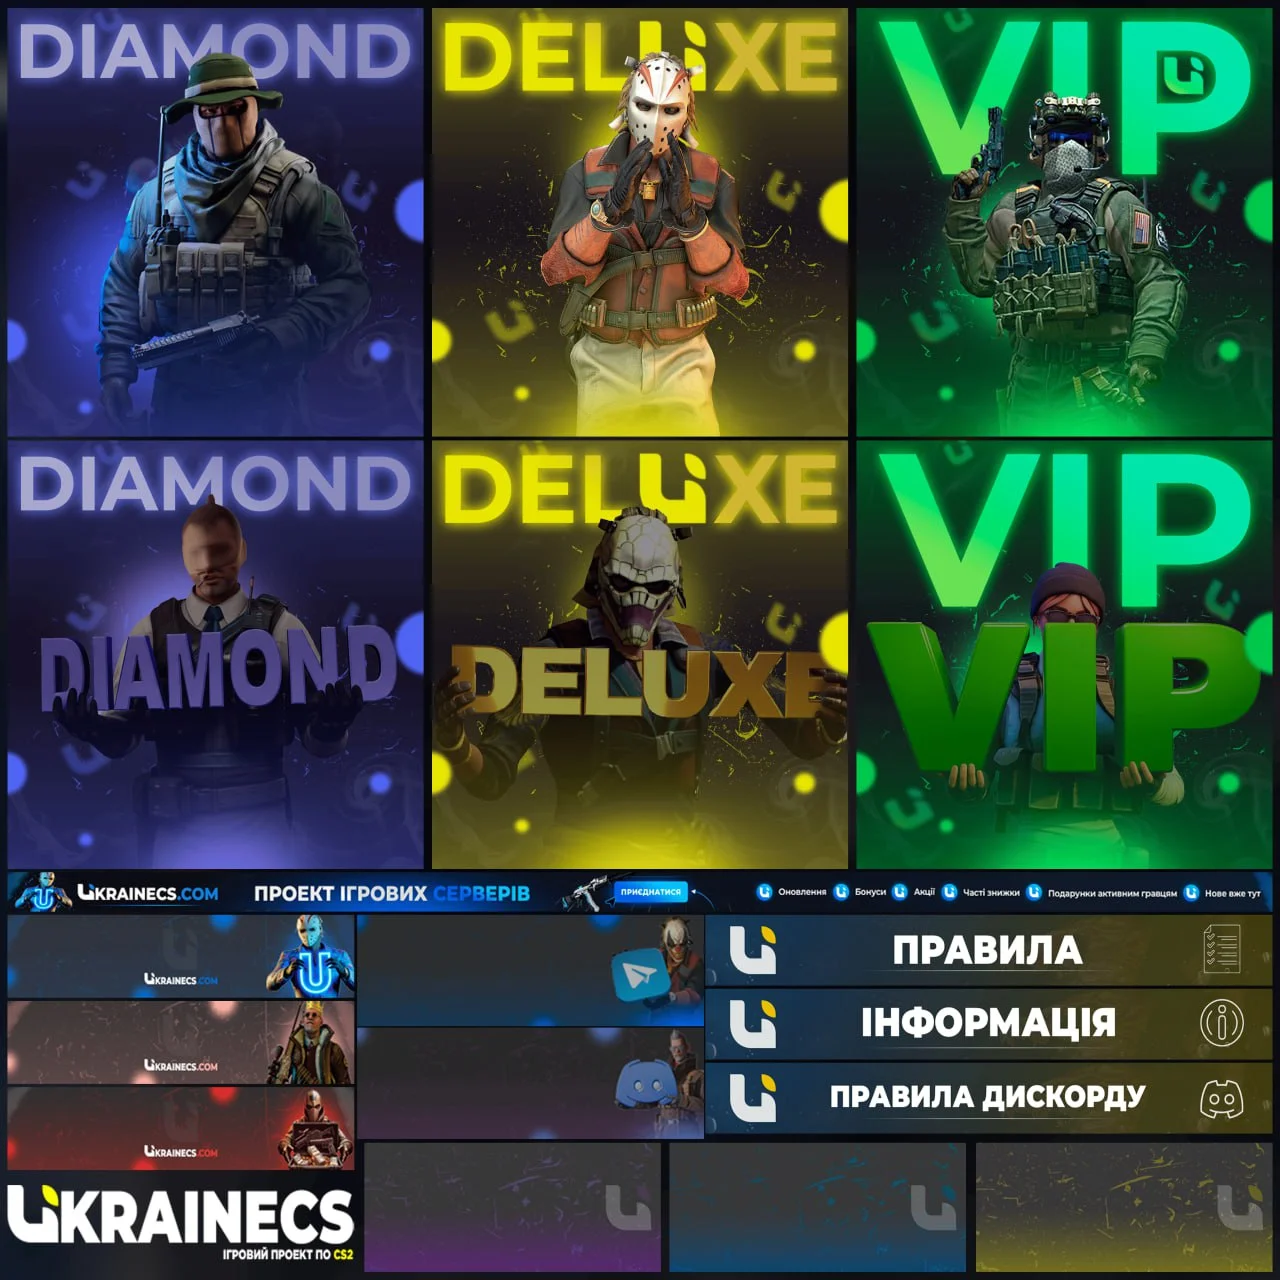 DIAMOND
DELUXE
VIP
DIAMOND
DIAMOND
DELUXE
DELUXE
VIP
VIP
UKRAINECS.COM
ПРОЕКТ ІГРОВИХ СЕРВЕРІВ
ПРИЄДНАТИСЯ
Оновлення
Бонуси
Акції
Часті знижки
Подарунки активним гравцям
Нове вже тут
UKRAINECS.COM
UKRAINECS.COM
UKRAINECS.COM
ПРАВИЛА
ІНФОРМАЦІЯ
ПРАВИЛА ДИСКОРДУ
UKRAINECS
ІГРОВИЙ ПРОЕКТ ПО CS2